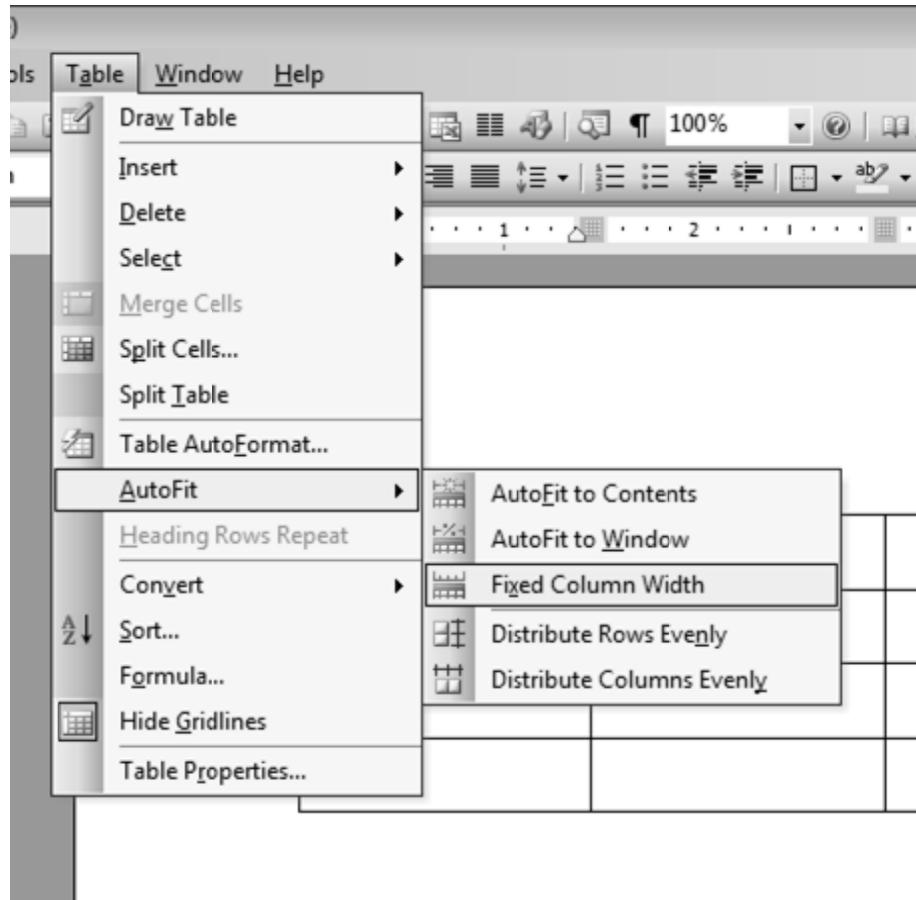 )
ols Table Window Help
Draw Table
100%
Insert
Delete
Select
1 2
Merge Cells
Split Cells...
Split Table
Table AutoFormat...
AutoFit
AutoFit to Contents
Heading Rows Repeat
AutoFit to Window
Convert
Fixed Column Width
Sort...
Distribute Rows Evenly
Formula...
Distribute Columns Evenly
Hide Gridlines
Table Properties...